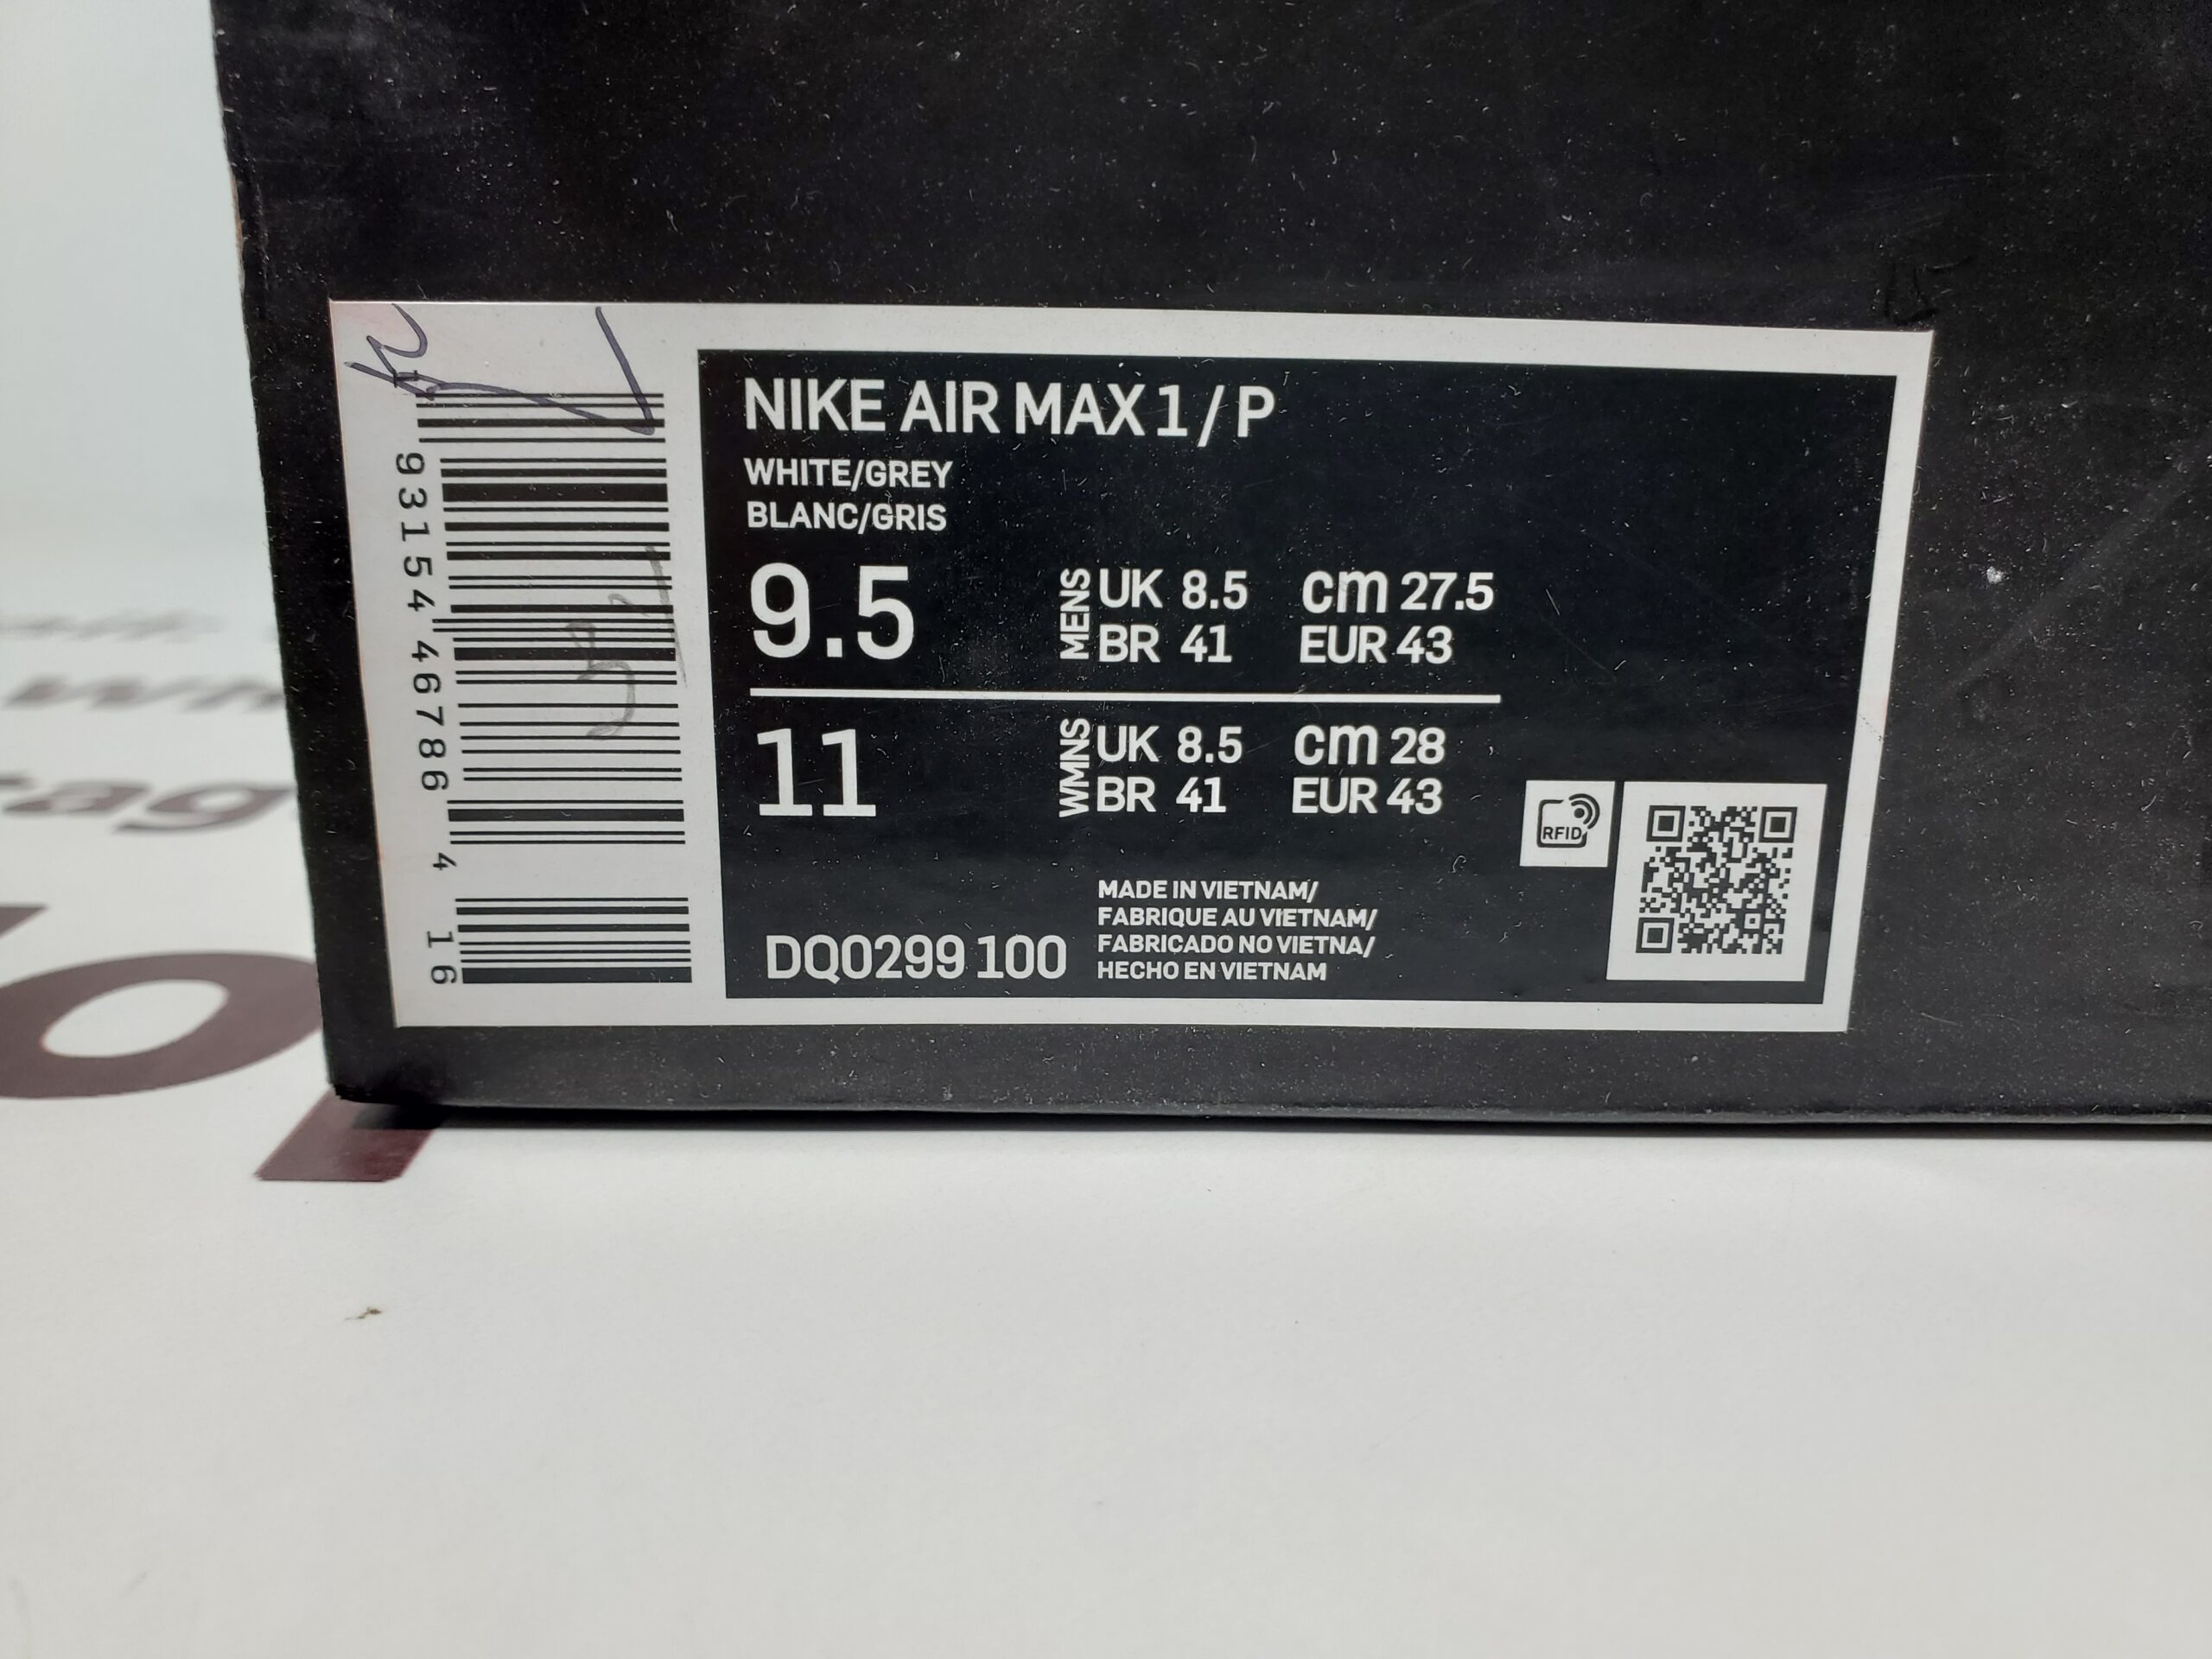 NIKE AIR MAX 1 / P
WHITE/GREY
BLANC/GRIS
9.5 MENS UK 8.5 cm 27.5
BR 41 EUR 43
11 WMNS UK 8.5 cm 28
BR 41 EUR 43
RFID
MADE IN VIETNAM/
FABRIQUE AU VIETNAM/
FABRICADO NO VIETNA/
HECHO EN VIETNAM
DQ0299 100
93154 46786 4 16